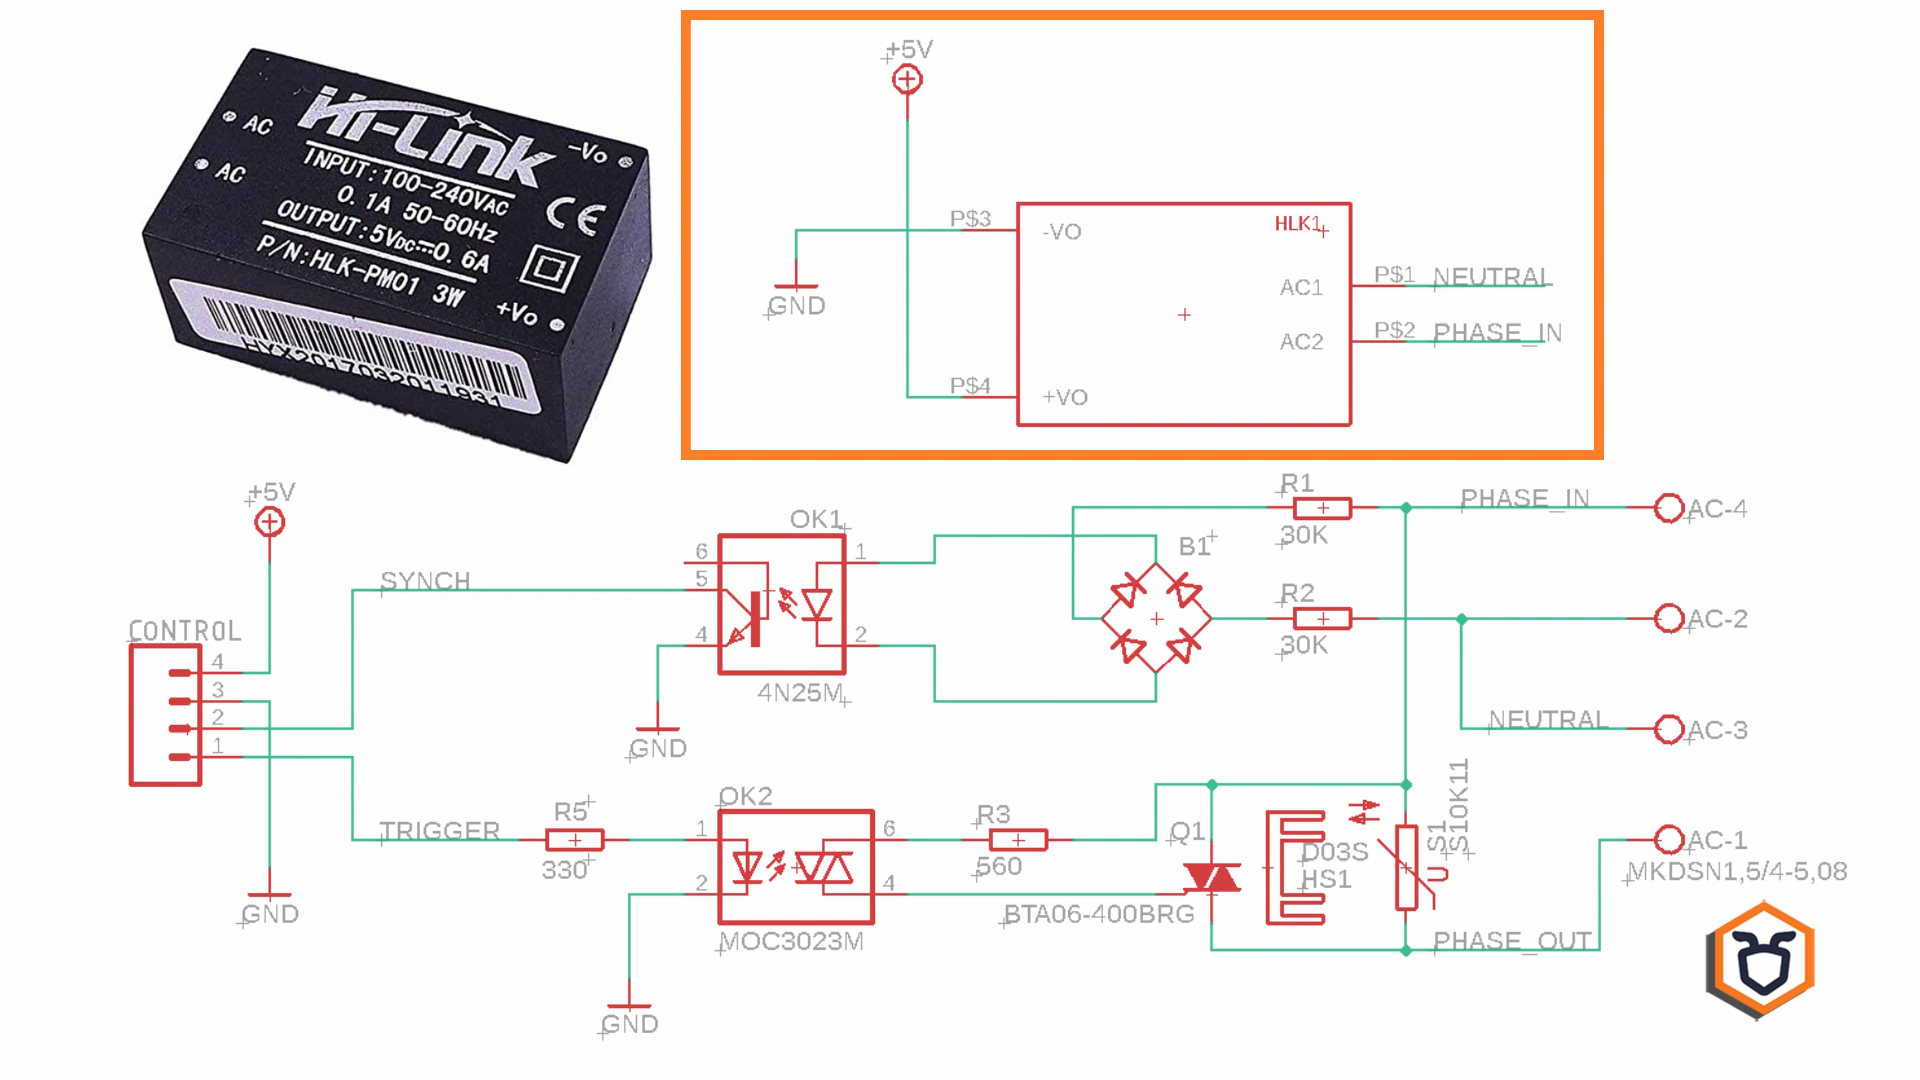 Hi-Link
AC
AC
-Vo
INPUT:100-240VAC
0.1A 50-60Hz
OUTPUT:5VDC⎓0.6A
P/N:HLK-PM01 3W
CE
+Vo
HYX2017032011931
+5V
P$3
-VO
HLK1
GND
AC1
P$1
NEUTRAL
AC2
P$2
PHASE_IN
P$4
+VO
+5V
CONTROL
4
3
2
1
SYNCH
TRIGGER
GND
OK1
6
5
4
1
2
4N25M
GND
B1
R1
30K
R2
30K
PHASE_IN
AC-4
AC-2
NEUTRAL
AC-3
R5
330
OK2
1
2
6
4
MOC3023M
GND
R3
560
Q1
BTA06-400BRG
D03S
HS1
S1
S10K11
U
AC-1
MKDSN1,5/4-5,08
PHASE_OUT